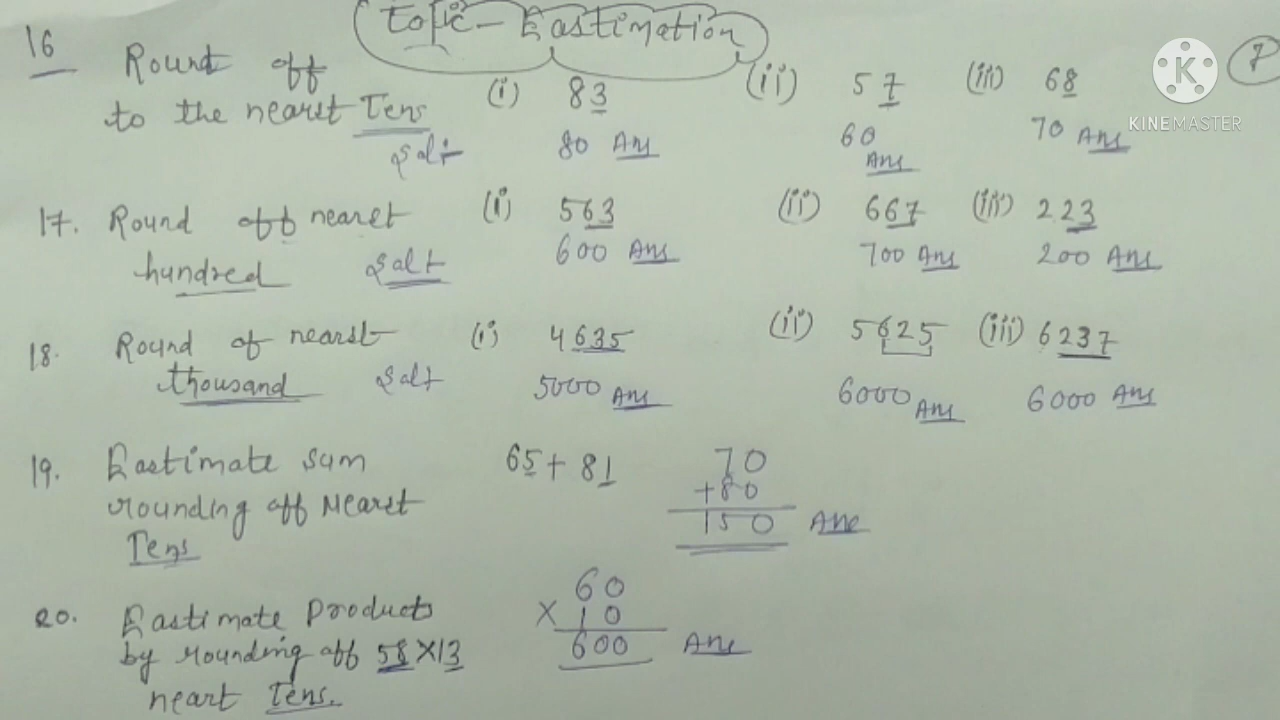 Topic - Eastimation
7
16 Round off (i) 83 (ii) 57 (iii) 68
to the nearst Tens
Solt 80 Ans 60 Ans 70 Ans
17. Round off nearet (i) 563 (ii) 667 (iii) 223
hundred Solt 600 Ans 700 Ans 200 Ans
18. Round of nearst (i) 4635 (ii) 5625 (iii) 6237
thousand Solt 5000 Ans 6000 Ans 6000 Ans
19. Eastimate sum 65 + 81 70
rounding off Nearst +80
Tens 150 Ans
20. Eastimate Products 60
by rounding off 58 X 13 X 10
neart Tens. 600 Ans
K
KINEMASTER